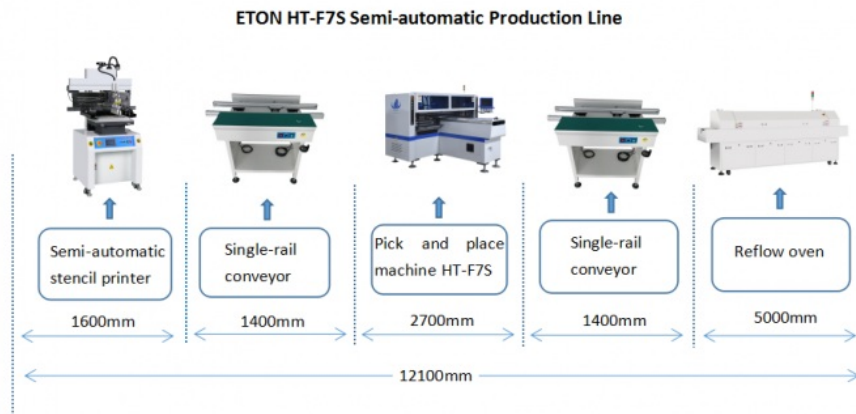 ETON HT-F7S Semi-automatic Production Line
Semi-automatic
stencil printer
Single-rail
conveyor
Pick and place
machine HT-F7S
Single-rail
conveyor
Reflow oven
1600mm
1400mm
2700mm
1400mm
5000mm
12100mm